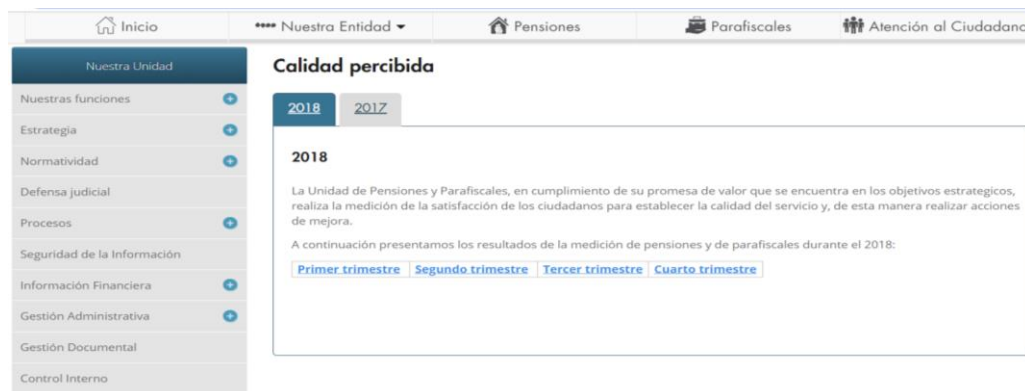 Inicio
Nuestra Entidad
Pensiones
Parafiscales
Atención al Ciudadano
Nuestra Unidad
Nuestras funciones
Estrategia
Normatividad
Defensa judicial
Procesos
Seguridad de la Información
Información Financiera
Gestión Administrativa
Gestión Documental
Control Interno
Calidad percibida
2018 2017
2018
La Unidad de Pensiones y Parafiscales, en cumplimiento de su promesa de valor que se encuentra en los objetivos estrategicos,
realiza la medición de la satisfacción de los ciudadanos para establecer la calidad del servicio y, de esta manera realizar acciones
de mejora.
A continuación presentamos los resultados de la medición de pensiones y de parafiscales durante el 2018:
Primer trimestre Segundo trimestre Tercer trimestre Cuarto trimestre